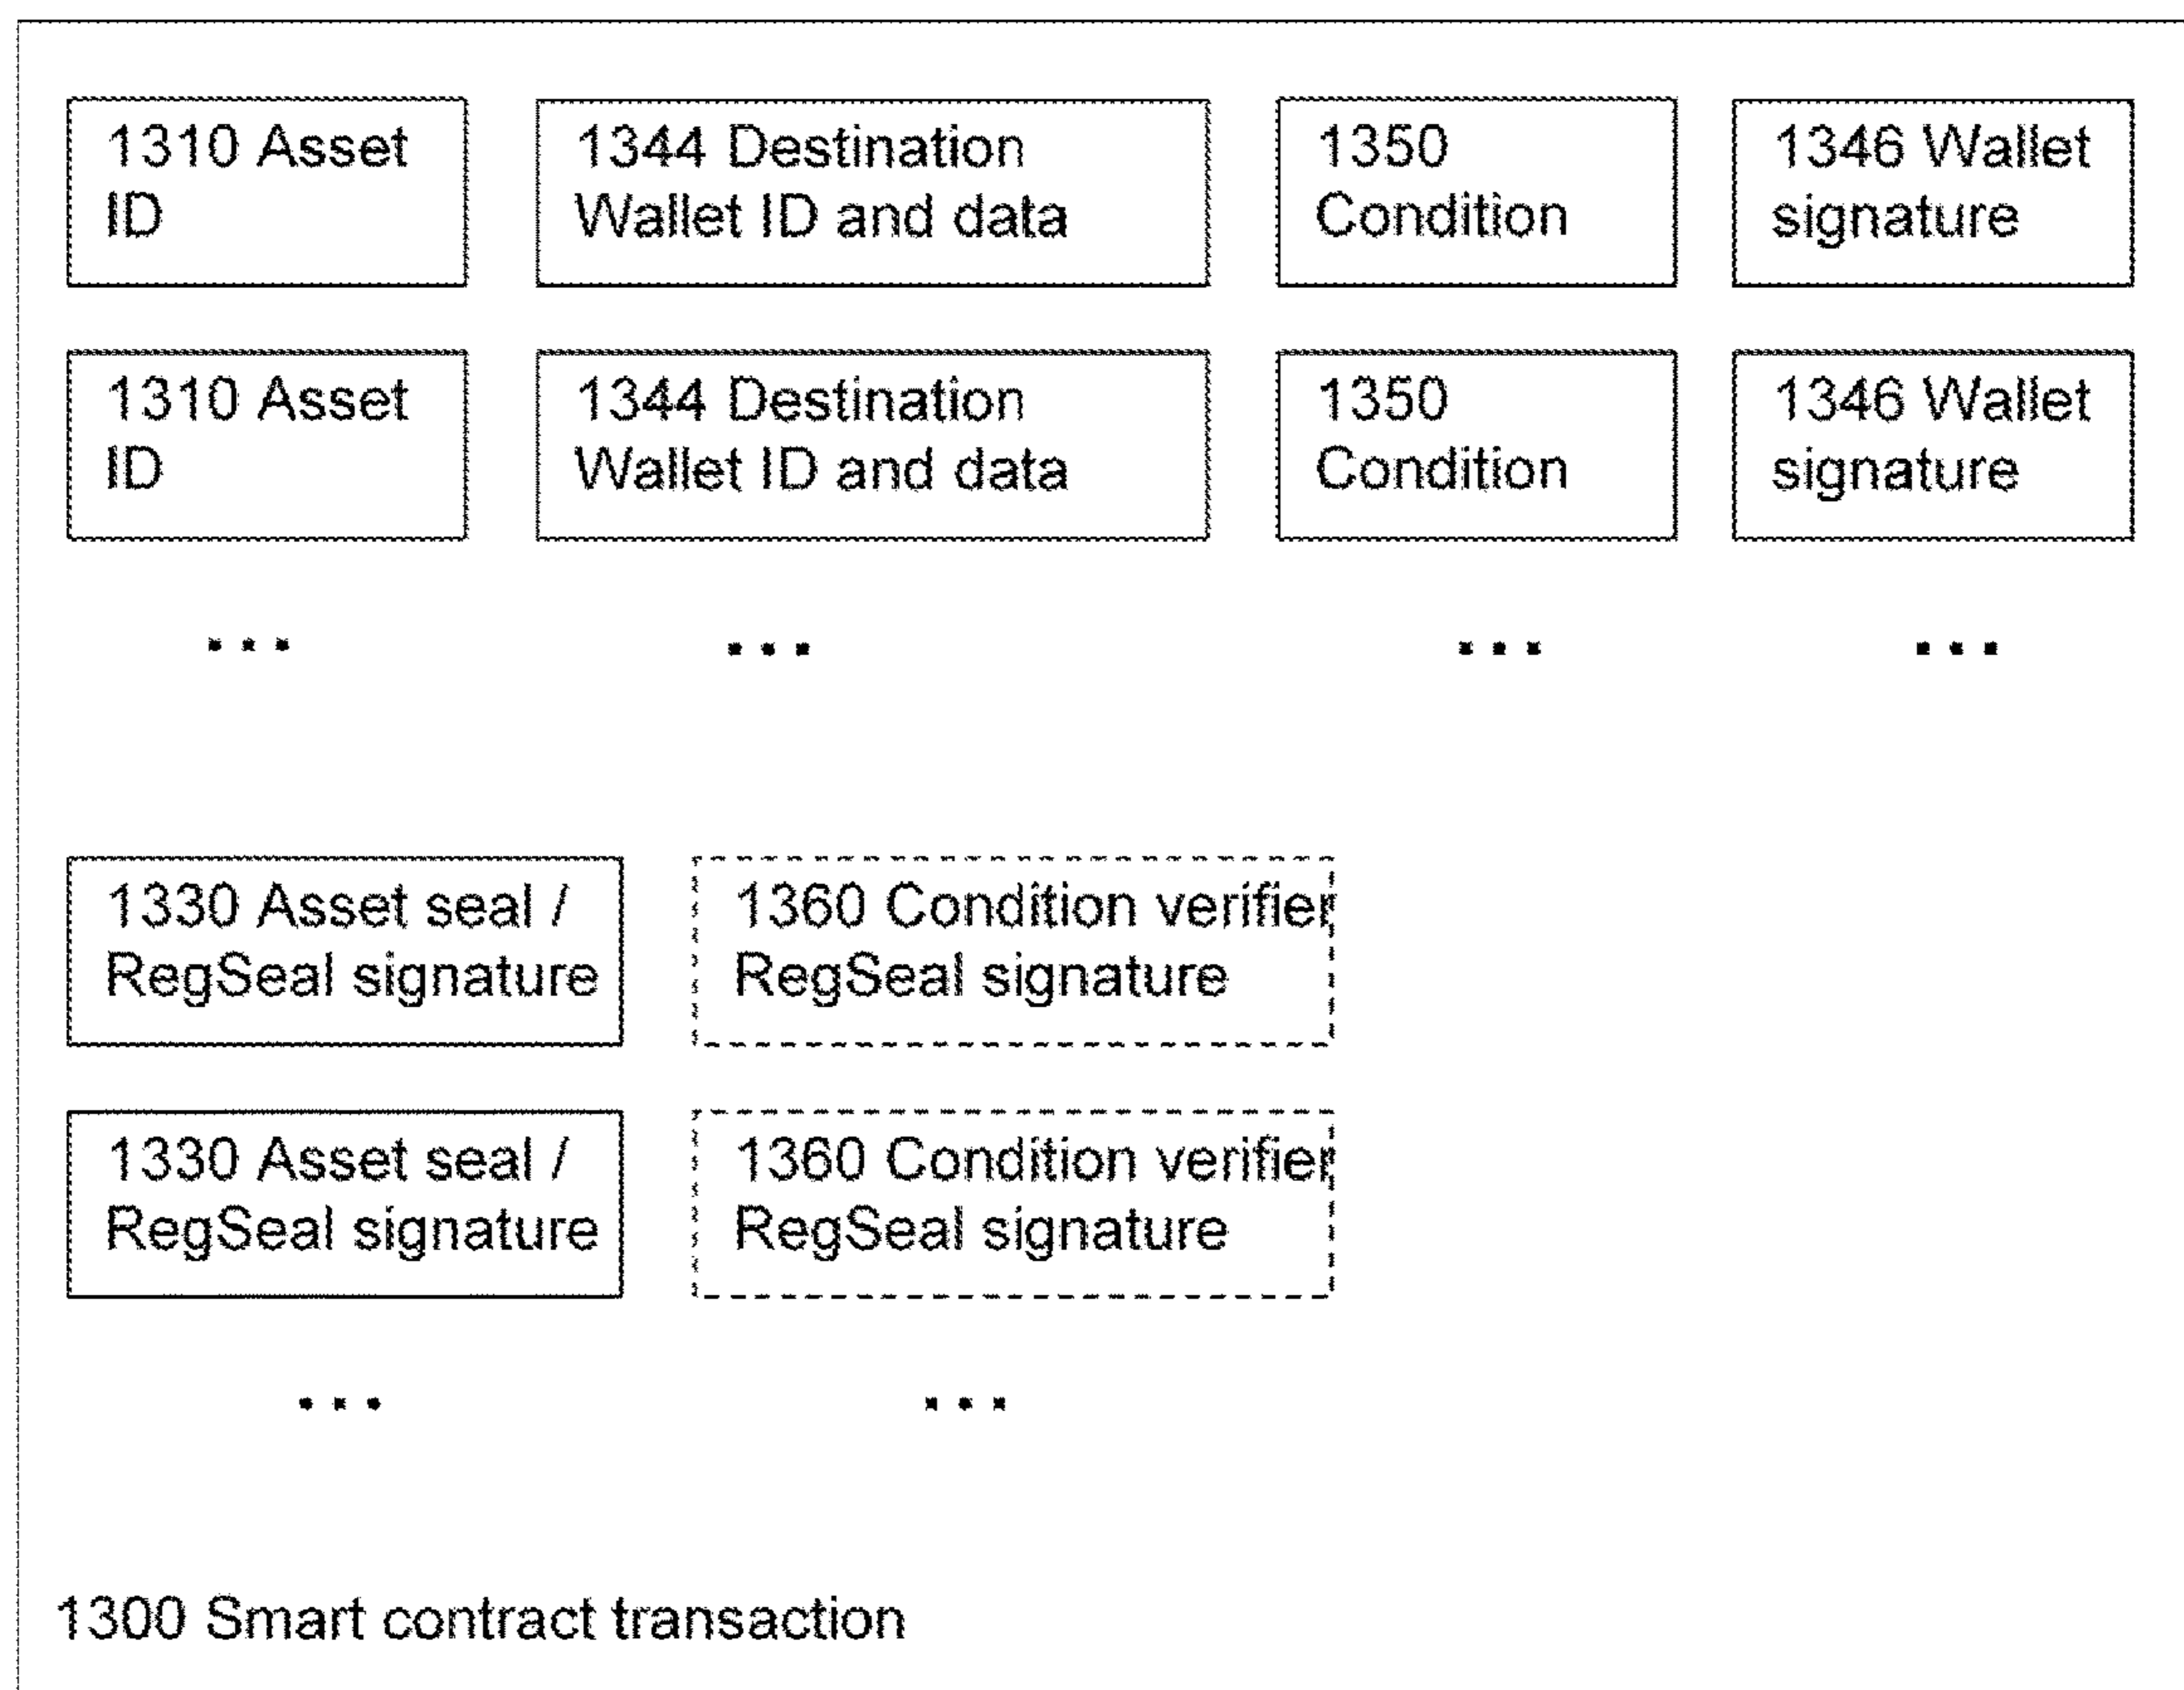 1310 Asset
ID
1344 Destination
Wallet ID and data
1350
Condition
1346 Wallet
signature
1310 Asset
ID
1344 Destination
Wallet ID and data
1350
Condition
1346 Wallet
signature
...
...
...
...
1330 Asset seal /
RegSeal signature
1360 Condition verifier
RegSeal signature
1330 Asset seal /
RegSeal signature
1360 Condition verifier
RegSeal signature
...
...
1300 Smart contract transaction